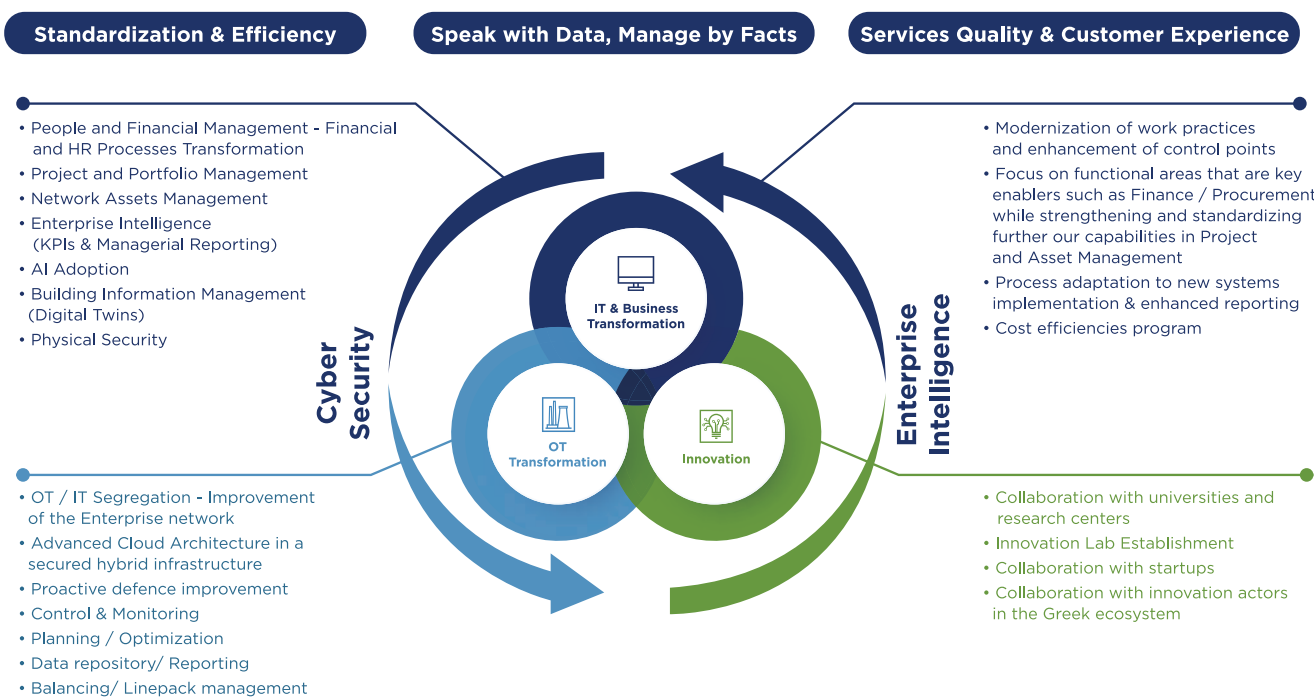 Standardization & Efficiency
Speak with Data, Manage by Facts
Services Quality & Customer Experience
• People and Financial Management - Financial
and HR Processes Transformation
• Project and Portfolio Management
• Network Assets Management
• Enterprise Intelligence
(KPIs & Managerial Reporting)
• AI Adoption
• Building Information Management
(Digital Twins)
• Physical Security
• Modernization of work practices
and enhancement of control points
• Focus on functional areas that are key
enablers such as Finance / Procurement
while strengthening and standardizing
further our capabilities in Project
and Asset Management
• Process adaptation to new systems
implementation & enhanced reporting
• Cost efficiencies program
Cyber
Security
IT & Business
Transformation
OT
Transformation
Innovation
Enterprise
Intelligence
• OT / IT Segregation - Improvement
of the Enterprise network
• Advanced Cloud Architecture in a
secured hybrid infrastructure
• Proactive defence improvement
• Control & Monitoring
• Planning / Optimization
• Data repository/ Reporting
• Balancing/ Linepack management
• Collaboration with universities and
research centers
• Innovation Lab Establishment
• Collaboration with startups
• Collaboration with innovation actors
in the Greek ecosystem